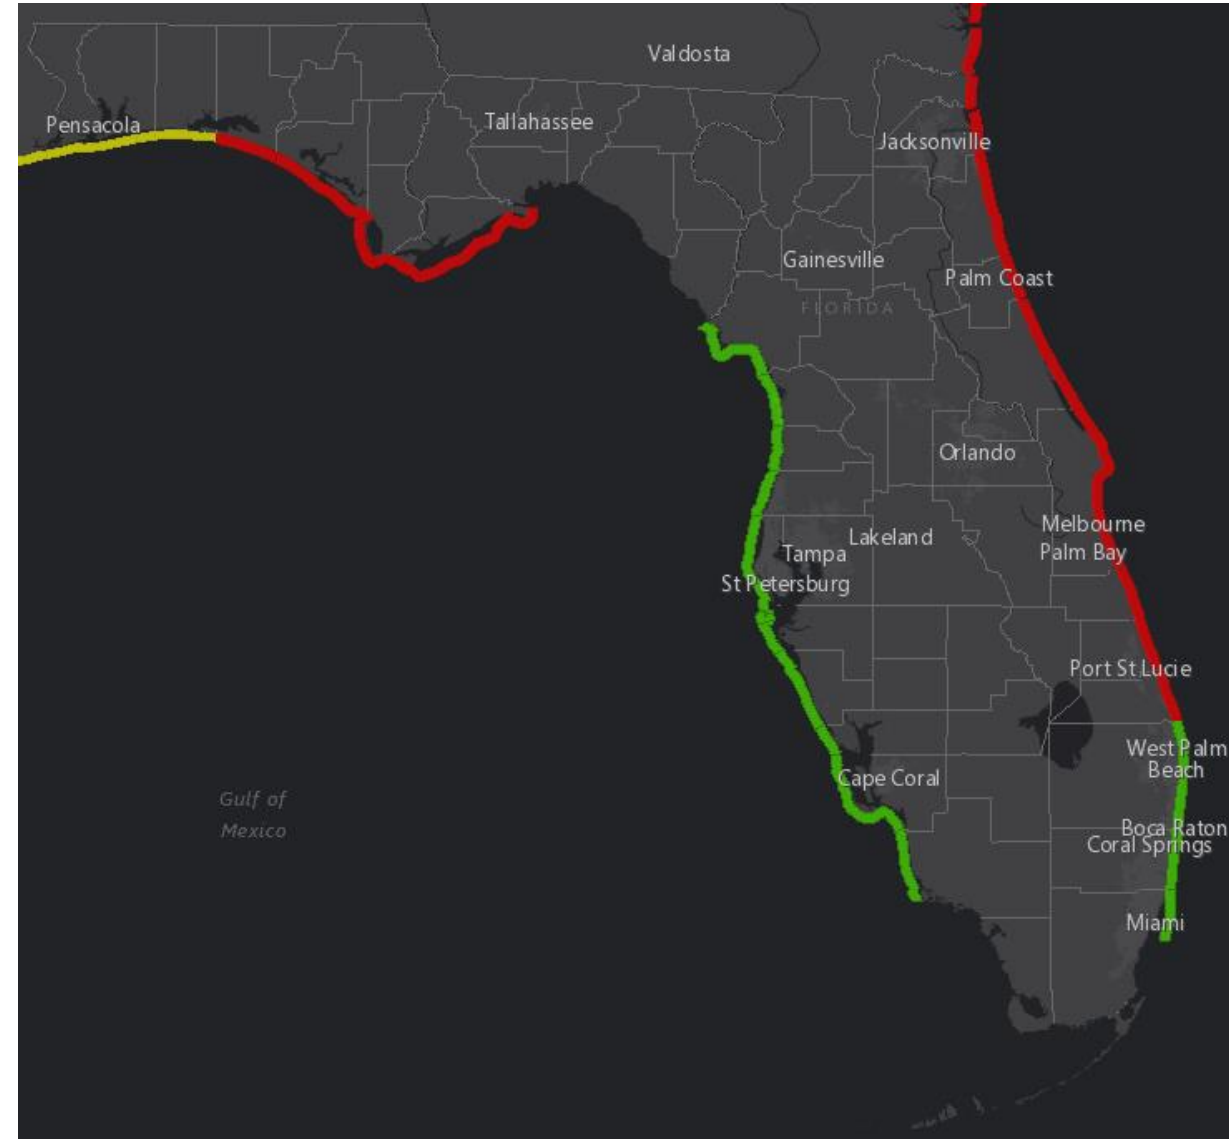 Valdosta
Pensacola
Tallahassee
Jacksonville
Gainesville
Palm Coast
FLORIDA
Orlando
Melbourne
Lakeland
Tampa
Palm Bay
St Petersburg
Port St Lucie
West Palm
Beach
Cape Coral
Gulf of
Mexico
Boca Raton
Coral Springs
Miami